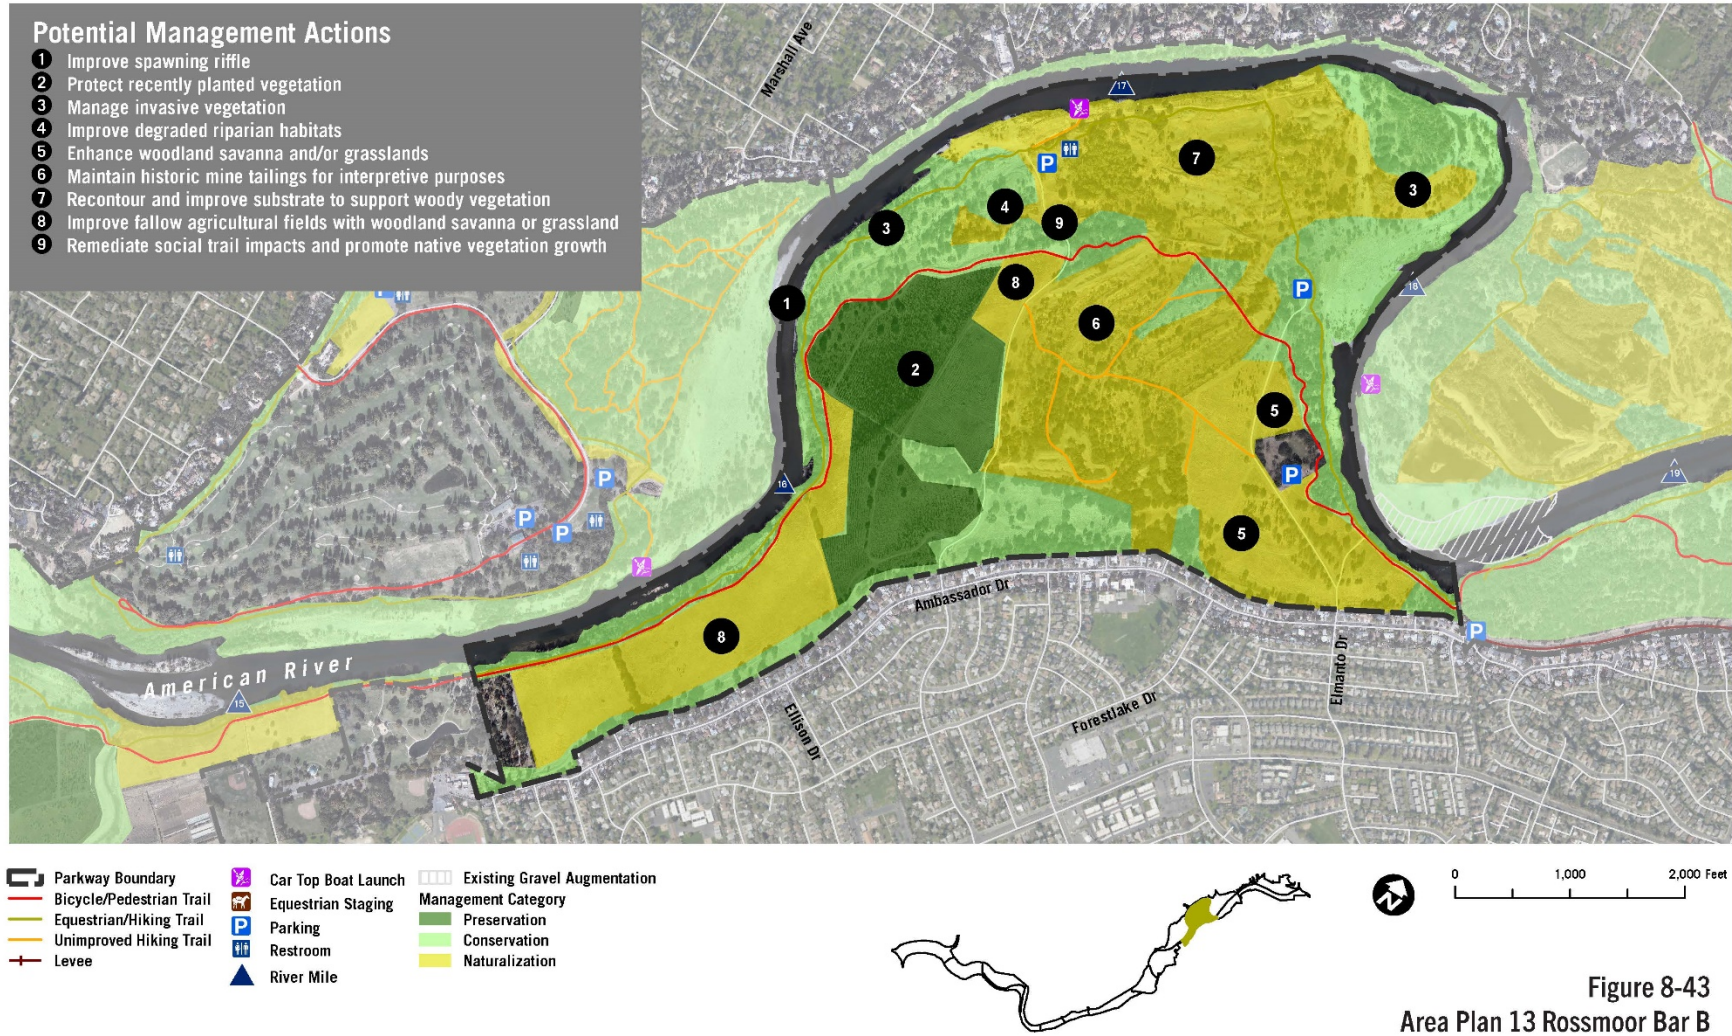 Potential Management Actions
1 Improve spawning riffle
2 Protect recently planted vegetation
3 Manage invasive vegetation
4 Improve degraded riparian habitats
5 Enhance woodland savanna and/or grasslands
6 Maintain historic mine tailings for interpretive purposes
7 Recontour and improve substrate to support woody vegetation
8 Improve fallow agricultural fields with woodland savanna or grassland
9 Remediate social trail impacts and promote native vegetation growth
Marshall Ave
17
P
7
3
4
3
9
8
P
18
1
6
2
5
P
P
16
19
P
P
5
Ambassador Dr
8
P
American River
15
Ellison Dr
Forestlake Dr
Elmanto Dr
Parkway Boundary
Bicycle/Pedestrian Trail
Equestrian/Hiking Trail
Unimproved Hiking Trail
Levee
Car Top Boat Launch
Equestrian Staging
P Parking
Restroom
River Mile
Existing Gravel Augmentation
Management Category
Preservation
Conservation
Naturalization
N
0 1,000 2,000 Feet
Figure 8-43
Area Plan 13 Rossmoor Bar B